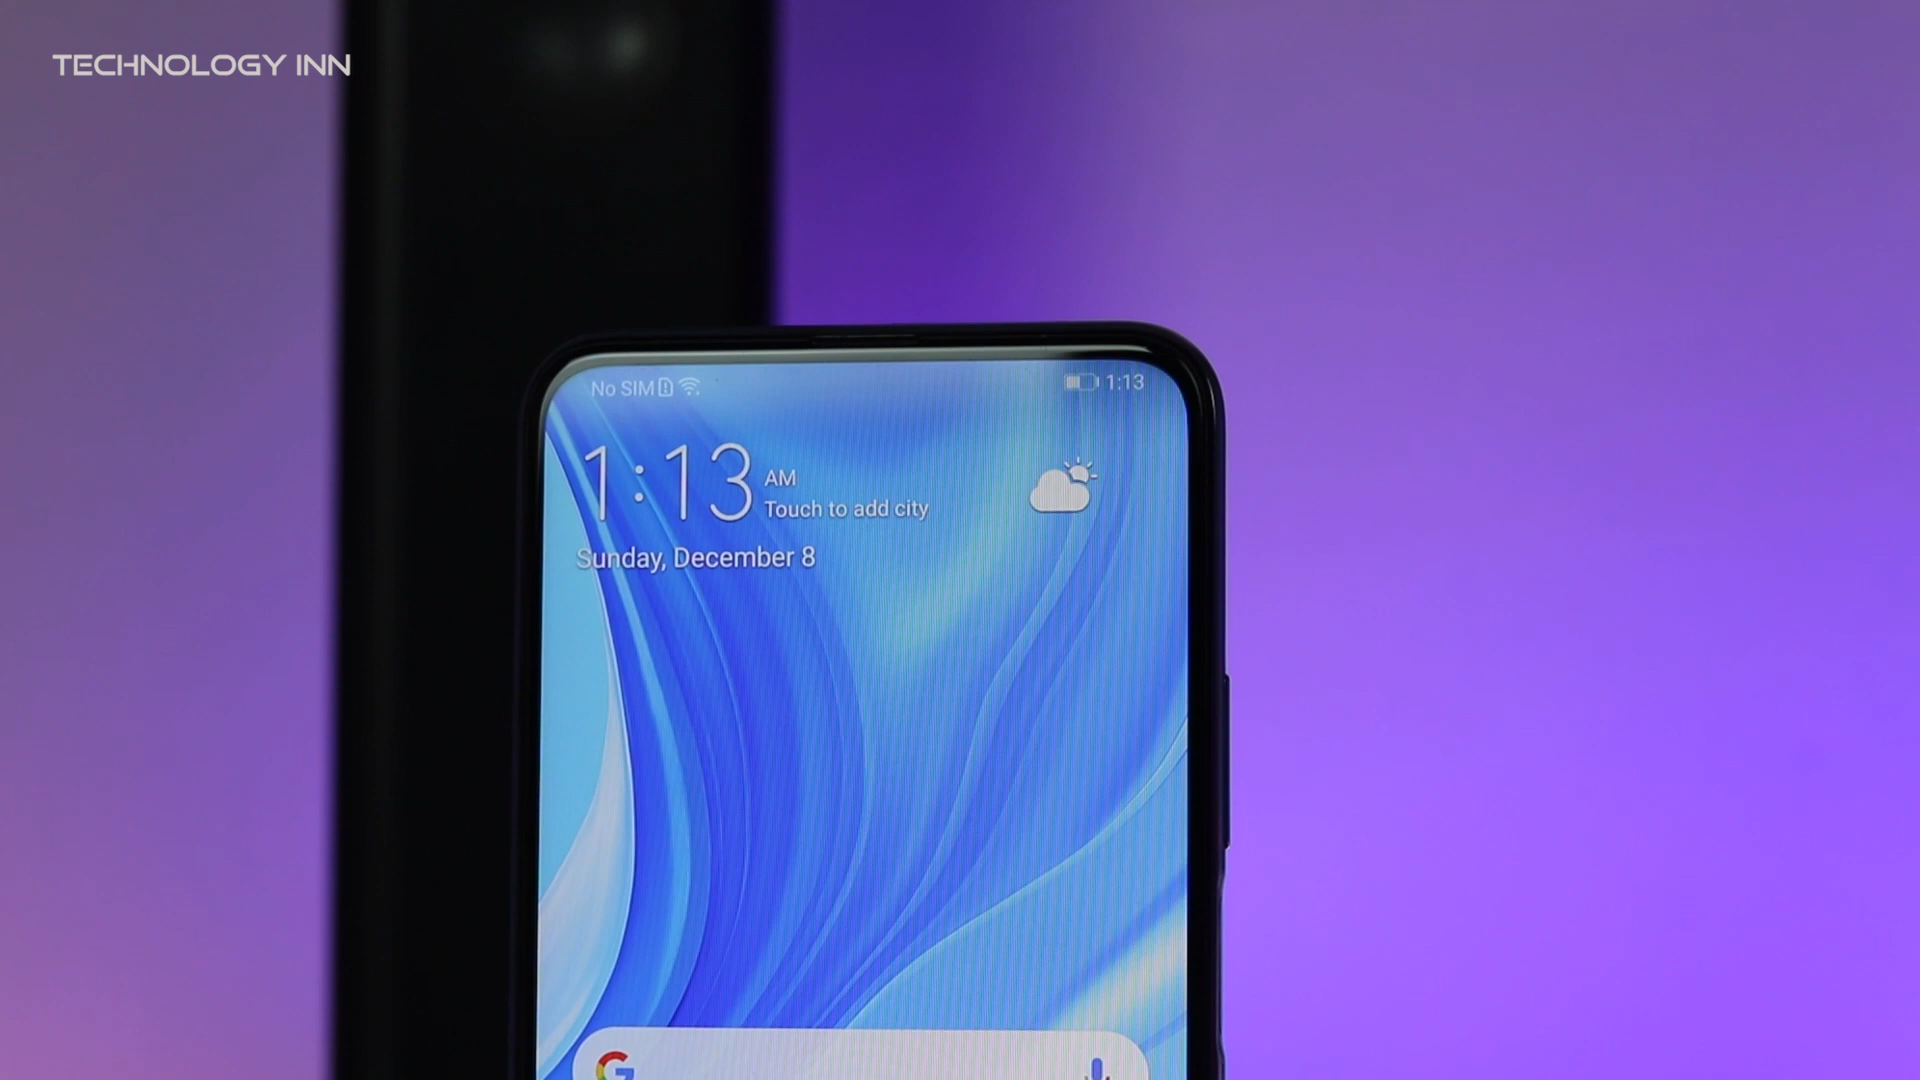 TECHNOLOGY INN
No SIM 1:13
1:13 AM
Touch to add city
Sunday, December 8
G